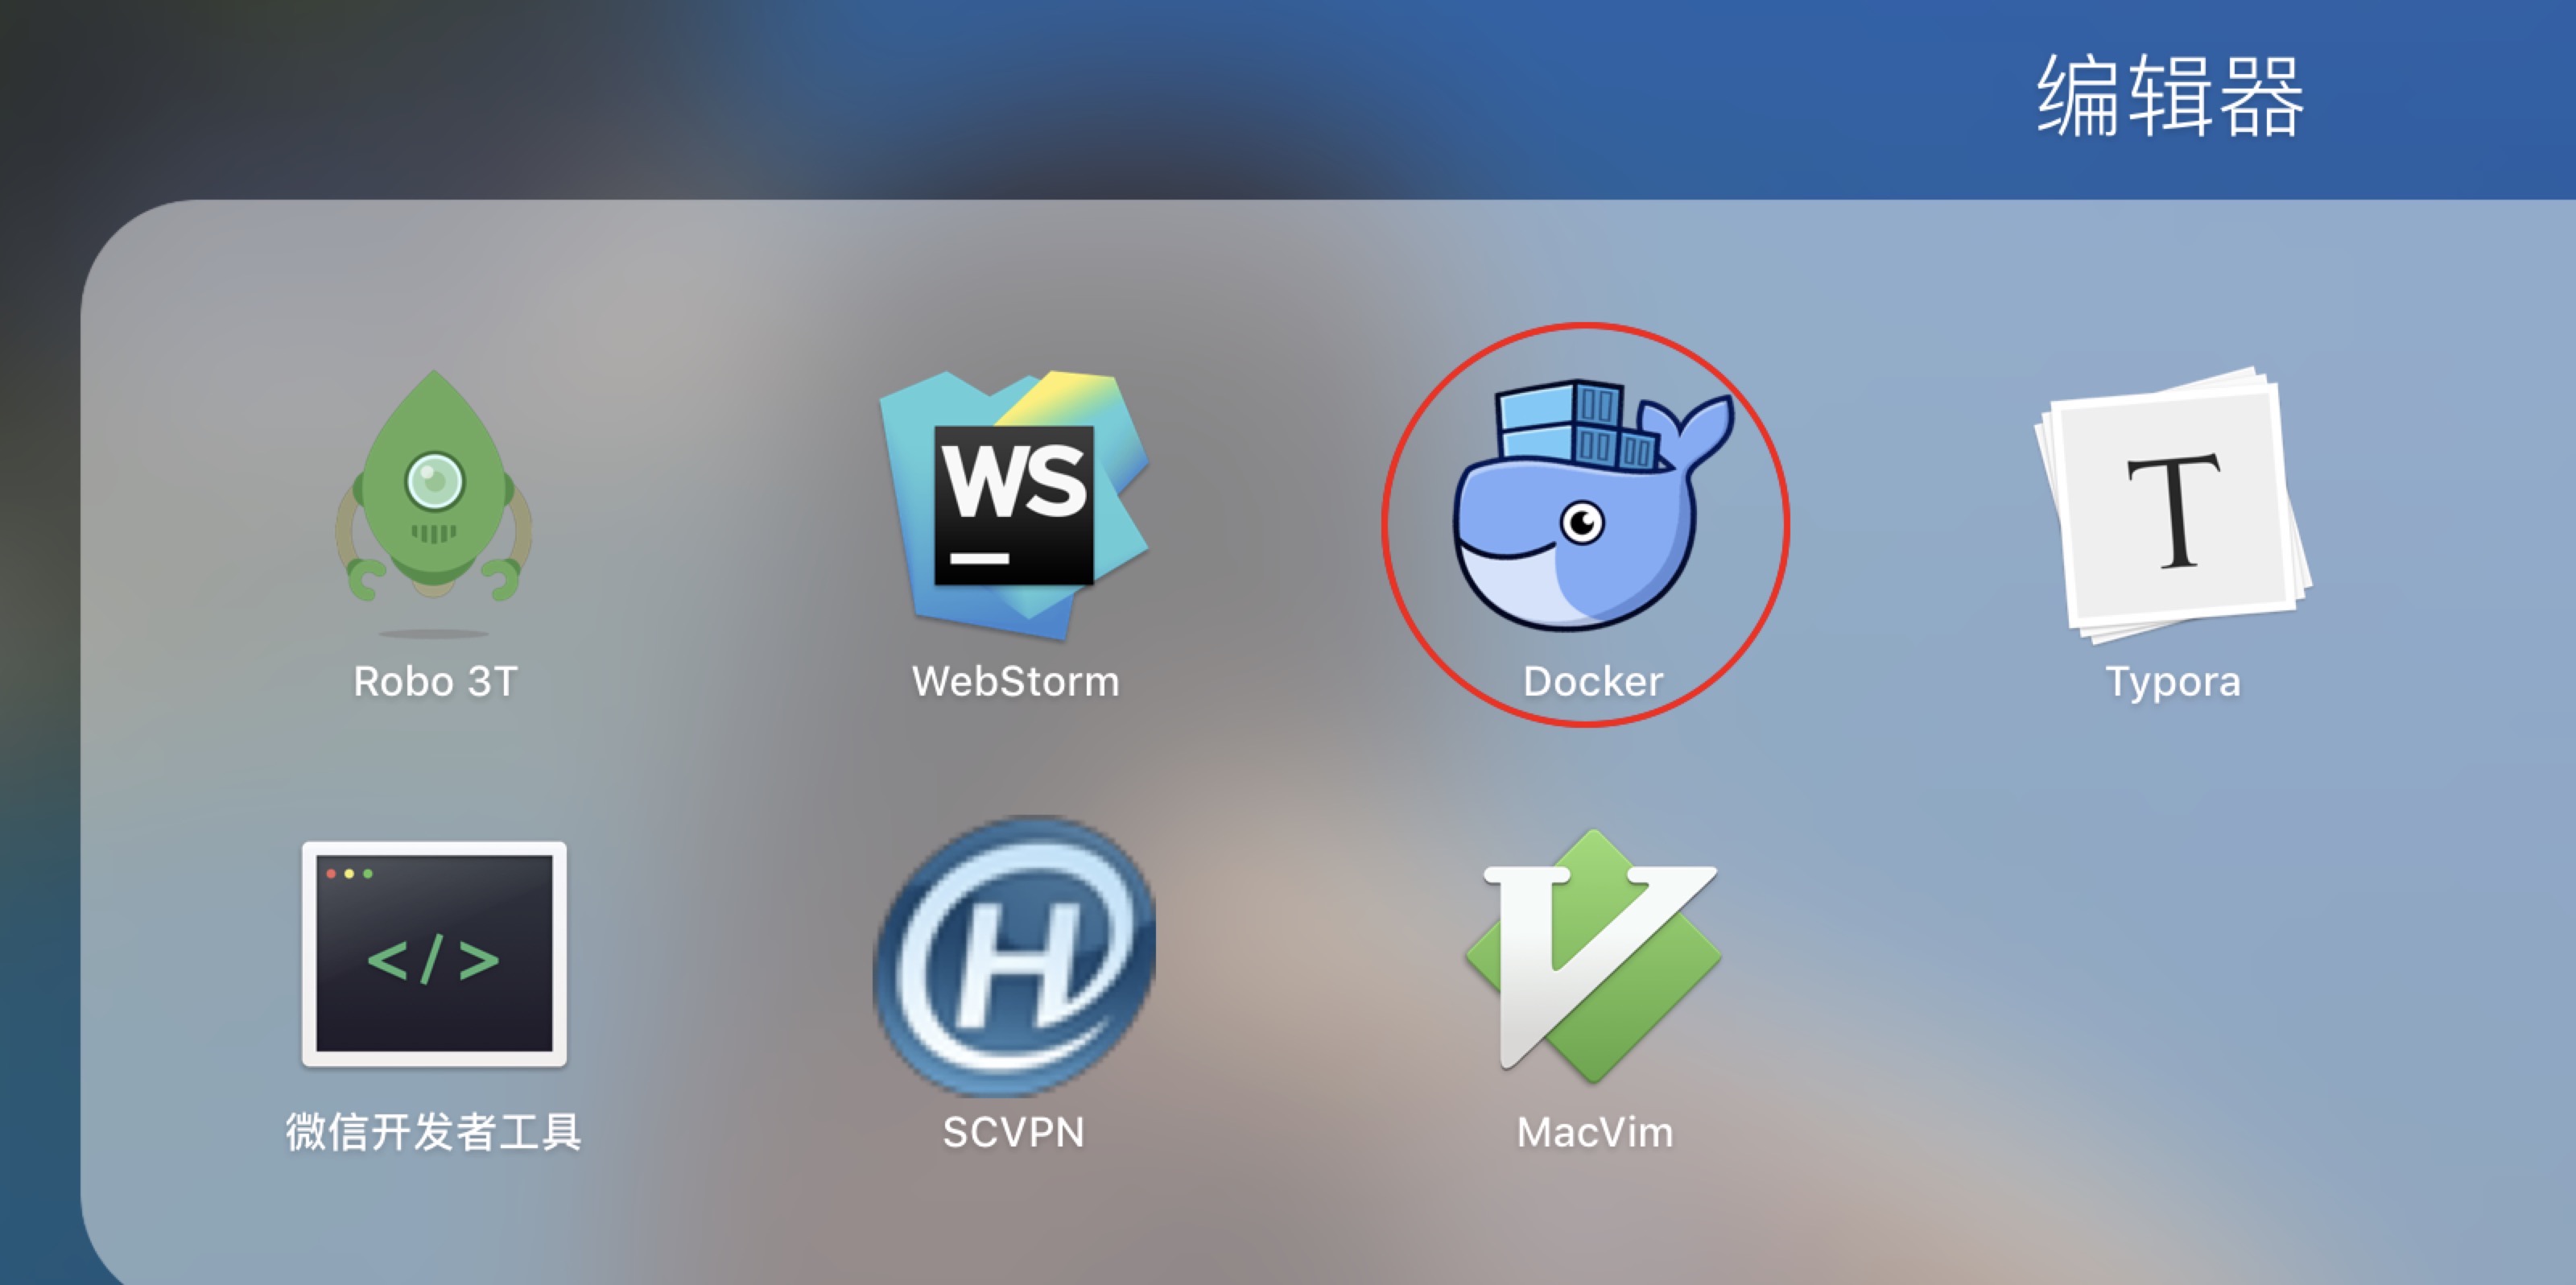 编辑器
WS
T
Robo 3T
WebStorm
Docker
Typora
</>
H
V
微信开发者工具
SCVPN
MacVim